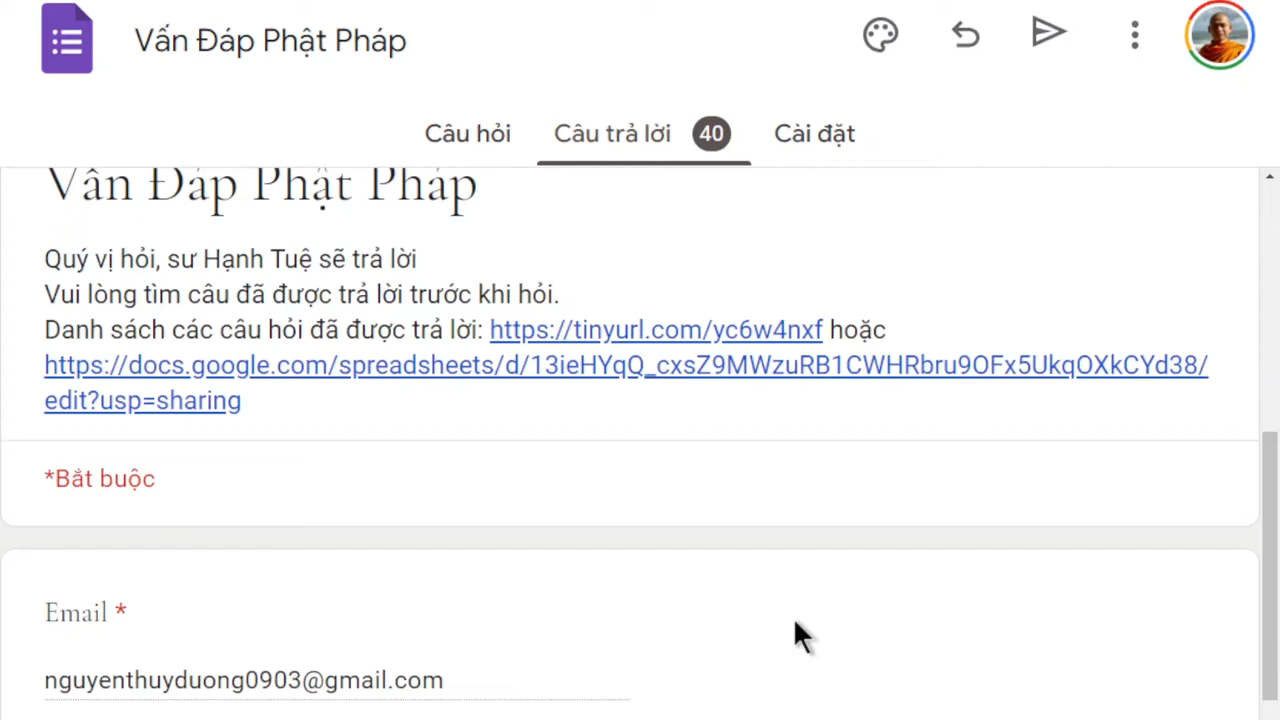 Vấn Đáp Phật Pháp
Câu hỏi
Câu trả lời 40
Cài đặt
Vấn Đáp Phật Pháp
Quý vị hỏi, sư Hạnh Tuệ sẽ trả lời
Vui lòng tìm câu đã được trả lời trước khi hỏi.
Danh sách các câu hỏi đã được trả lời: https://tinyurl.com/yc6w4nxf hoặc
https://docs.google.com/spreadsheets/d/13ieHYqQ_cxsZ9MWzuRB1CWHRbru9OFx5UkqOXkCYd38/
edit?usp=sharing
*Bắt buộc
Email *
nguyenthuyduong0903@gmail.com